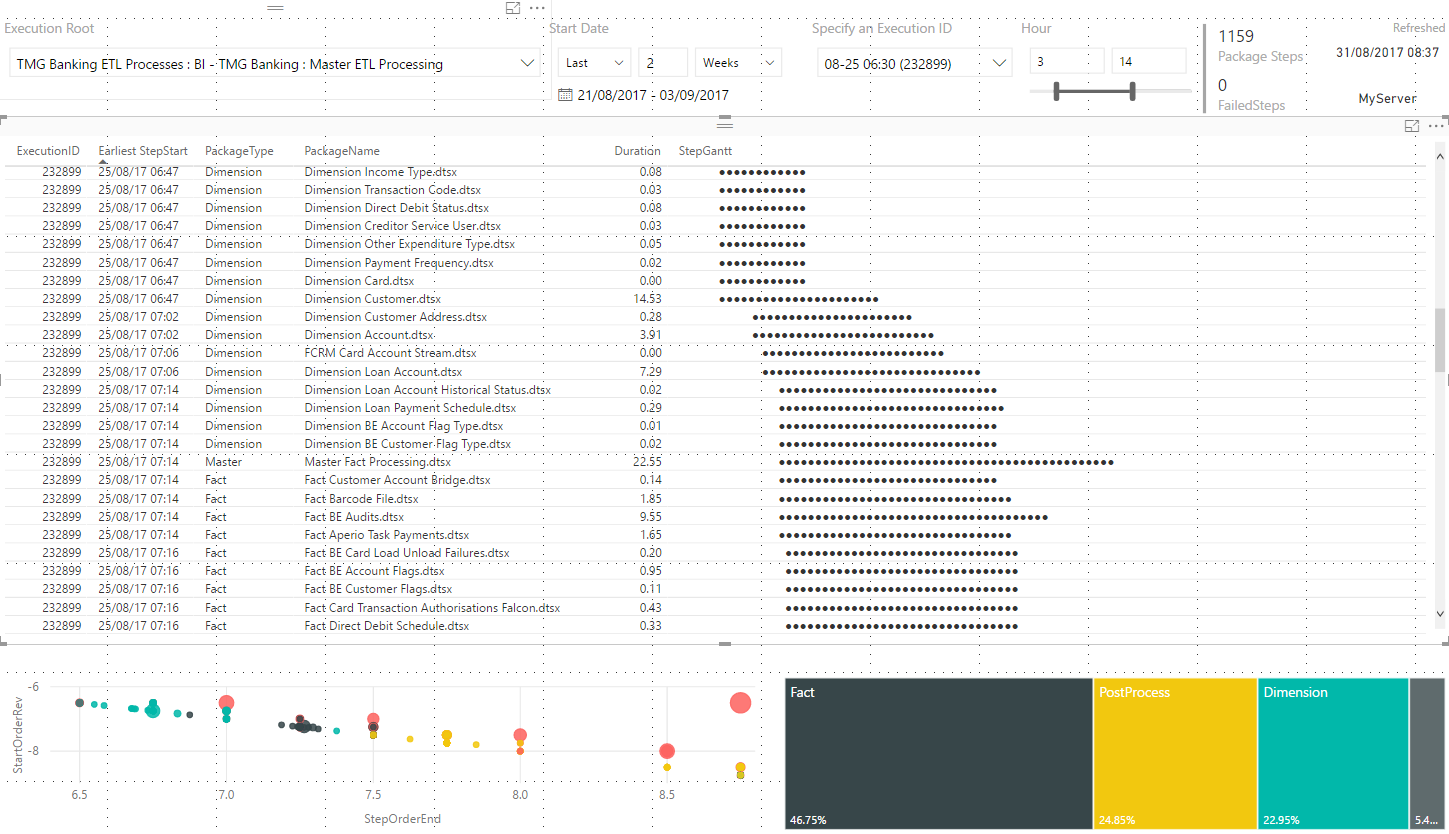 Execution Root
Start Date
Specify an Execution ID
Hour
Refreshed
TMG Banking ETL Processes : BI - TMG Banking : Master ETL Processing
Last 2 Weeks
08-25 06:30 (232899)
3 14
1159
Package Steps
31/08/2017 08:37
21/08/2017 - 03/09/2017
0
FailedSteps
MyServer
ExecutionID Earliest StepStart PackageType PackageName Duration StepGantt
232899 25/08/17 06:47 Dimension Dimension Income Type.dtsx 0.08
232899 25/08/17 06:47 Dimension Dimension Transaction Code.dtsx 0.03
232899 25/08/17 06:47 Dimension Dimension Direct Debit Status.dtsx 0.08
232899 25/08/17 06:47 Dimension Dimension Creditor Service User.dtsx 0.03
232899 25/08/17 06:47 Dimension Dimension Other Expenditure Type.dtsx 0.05
232899 25/08/17 06:47 Dimension Dimension Payment Frequency.dtsx 0.02
232899 25/08/17 06:47 Dimension Dimension Card.dtsx 0.00
232899 25/08/17 06:47 Dimension Dimension Customer.dtsx 14.53
232899 25/08/17 07:02 Dimension Dimension Customer Address.dtsx 0.28
232899 25/08/17 07:02 Dimension Dimension Account.dtsx 3.91
232899 25/08/17 07:06 Dimension FCRM Card Account Stream.dtsx 0.00
232899 25/08/17 07:06 Dimension Dimension Loan Account.dtsx 7.29
232899 25/08/17 07:14 Dimension Dimension Loan Account Historical Status.dtsx 0.02
232899 25/08/17 07:14 Dimension Dimension Loan Payment Schedule.dtsx 0.29
232899 25/08/17 07:14 Dimension Dimension BE Account Flag Type.dtsx 0.01
232899 25/08/17 07:14 Dimension Dimension BE Customer Flag Type.dtsx 0.02
232899 25/08/17 07:14 Master Master Fact Processing.dtsx 22.55
232899 25/08/17 07:14 Fact Fact Customer Account Bridge.dtsx 0.14
232899 25/08/17 07:14 Fact Fact Barcode File.dtsx 1.85
232899 25/08/17 07:14 Fact Fact BE Audits.dtsx 9.55
232899 25/08/17 07:14 Fact Fact Aperio Task Payments.dtsx 1.65
232899 25/08/17 07:16 Fact Fact BE Card Load Unload Failures.dtsx 0.20
232899 25/08/17 07:16 Fact Fact BE Account Flags.dtsx 0.95
232899 25/08/17 07:16 Fact Fact BE Customer Flags.dtsx 0.11
232899 25/08/17 07:16 Fact Fact Card Transaction Authorisations Falcon.dtsx 0.43
232899 25/08/17 07:16 Fact Fact Direct Debit Schedule.dtsx 0.33
StartOrderRev
-6
-8
6.5 7.0 7.5 8.0 8.5
StepOrderEnd
Fact
46.75%
PostProcess
24.85%
Dimension
22.95%
5.4...